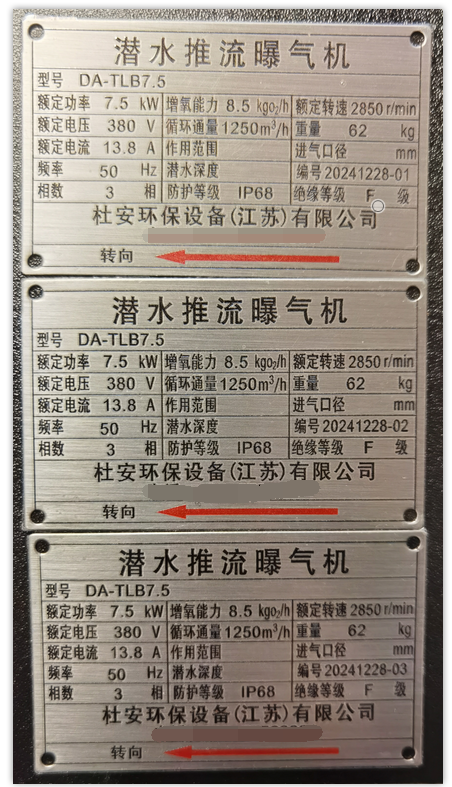 潜水推流曝气机
型号 DA-TLB7.5
额定功率 7.5 kW 增氧能力 8.5 kgo₂/h 额定转速 2850 r/min
额定电压 380 V 循环通量 1250m³/h 重量 62 kg
额定电流 13.8 A 作用范围 进气口径 mm
频率 50 Hz 潜水深度 编号 20241228-01
相数 3 相 防护等级 IP68 绝缘等级 F 级
杜安环保设备(江苏)有限公司
转向
潜水推流曝气机
型号 DA-TLB7.5
额定功率 7.5 kW 增氧能力 8.5 kgo₂/h 额定转速 2850 r/min
额定电压 380 V 循环通量 1250m³/h 重量 62 kg
额定电流 13.8 A 作用范围 进气口径 mm
频率 50 Hz 潜水深度 编号 20241228-02
相数 3 相 防护等级 IP68 绝缘等级 F 级
杜安环保设备(江苏)有限公司
转向
潜水推流曝气机
型号 DA-TLB7.5
额定功率 7.5 kW 增氧能力 8.5 kgo₂/h 额定转速 2850 r/min
额定电压 380 V 循环通量 1250m³/h 重量 62 kg
额定电流 13.8 A 作用范围 进气口径 mm
频率 50 Hz 潜水深度 编号 20241228-03
相数 3 相 防护等级 IP68 绝缘等级 F 级
杜安环保设备(江苏)有限公司
转向